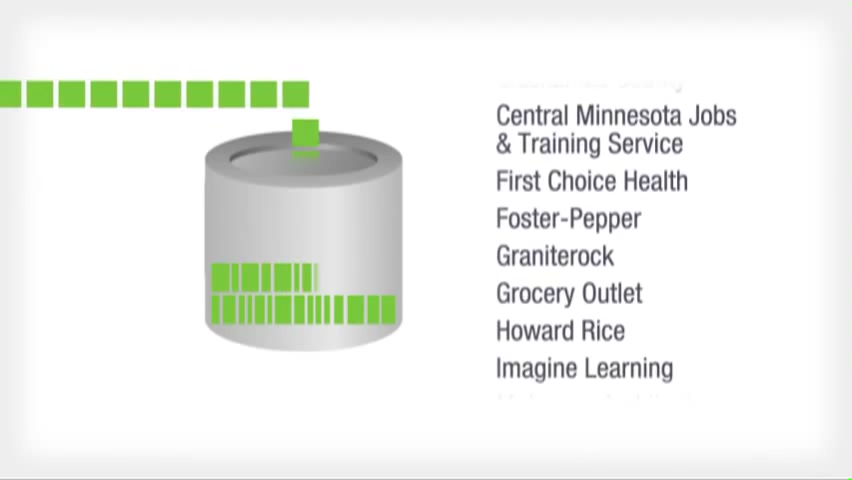 Central Minnesota Jobs
& Training Service
First Choice Health
Foster-Pepper
Graniterock
Grocery Outlet
Howard Rice
Imagine Learning